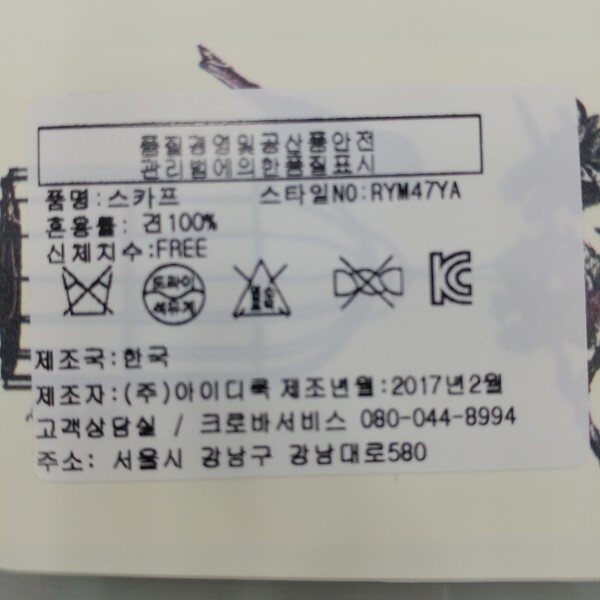 품질경영및공산품안전
관리법에의한품질표시
품명:스카프 스타일NO:RYM47YA
혼용률: 견100%
신체치수:FREE
드라이
석유계
제조국:한국
제조자:(주)아이디룩 제조년월:2017년2월
고객상담실 / 크로바서비스 080-044-8994
주소: 서울시 강남구 강남대로580